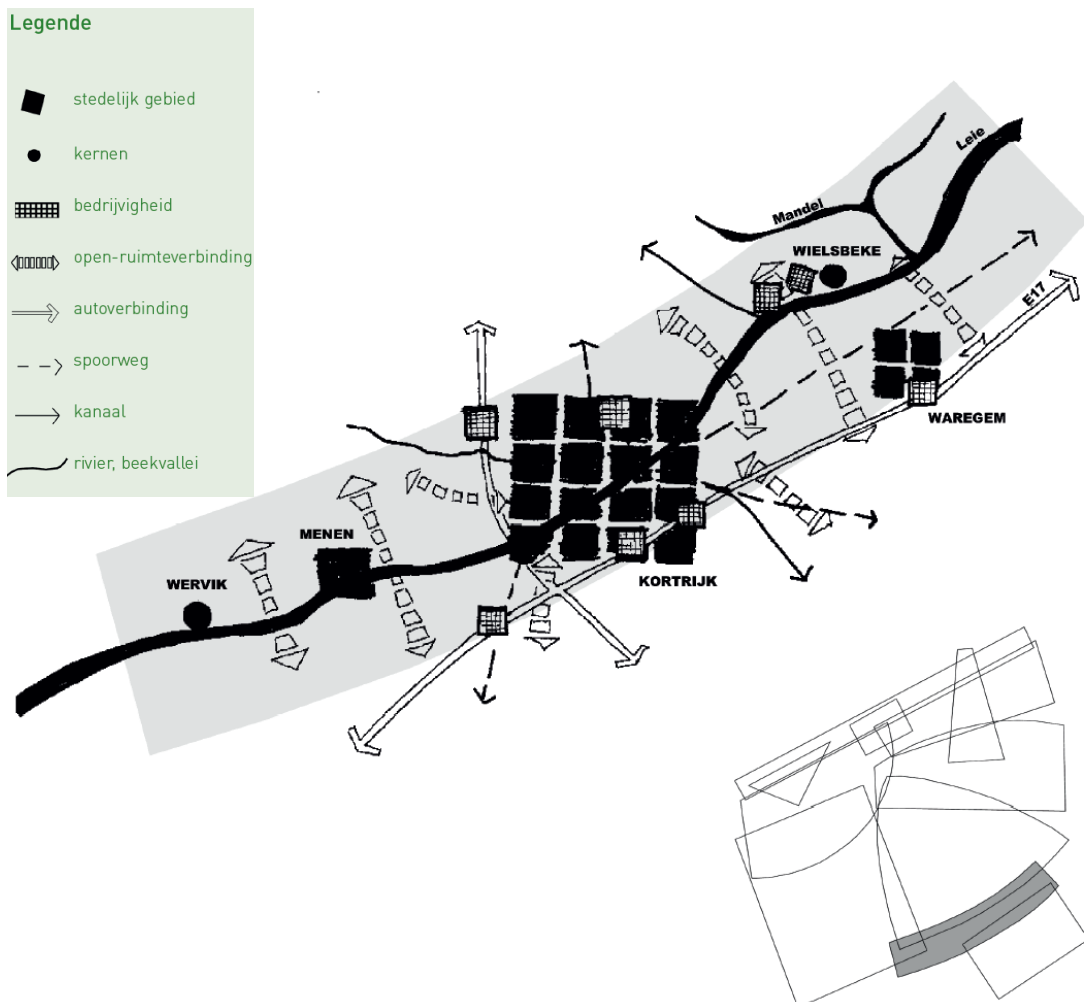 Legende
stedelijk gebied
kernen
bedrijvigheid
open-ruimteverbinding
autoverbinding
spoorweg
kanaal
rivier, beekvallei
Leie
Mandel
WIELSBEKE
E17
WAREGEM
MENEN
KORTRIJK
WERVIK